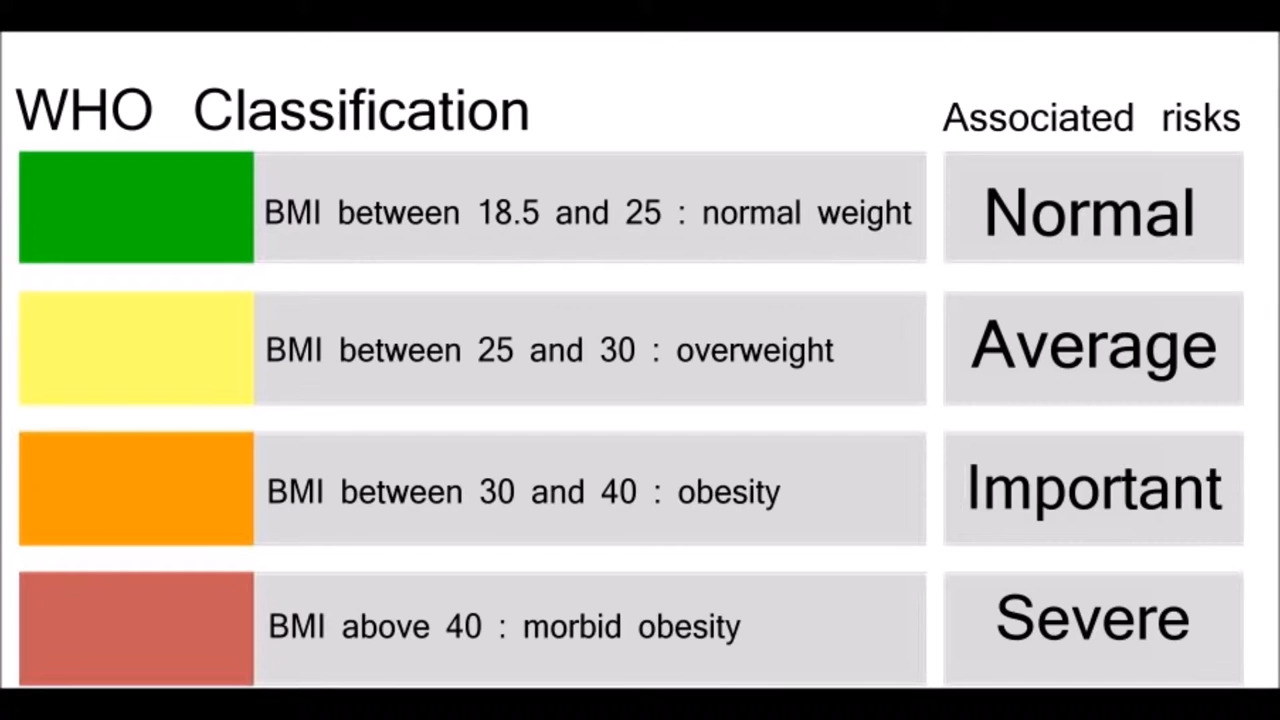 WHO Classification
Associated risks
BMI between 18.5 and 25 : normal weight
Normal
BMI between 25 and 30 : overweight
Average
BMI between 30 and 40 : obesity
Important
BMI above 40 : morbid obesity
Severe